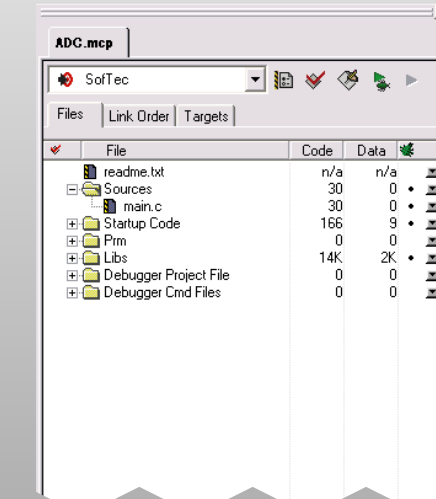 ADC.mcp
SofTec
Files Link Order Targets
File Code Data
readme.txt n/a n/a
Sources 30 0
main.c 30 0
Startup Code 166 9
Prm 0 0
Libs 14K 2K
Debugger Project File 0 0
Debugger Cmd Files 0 0